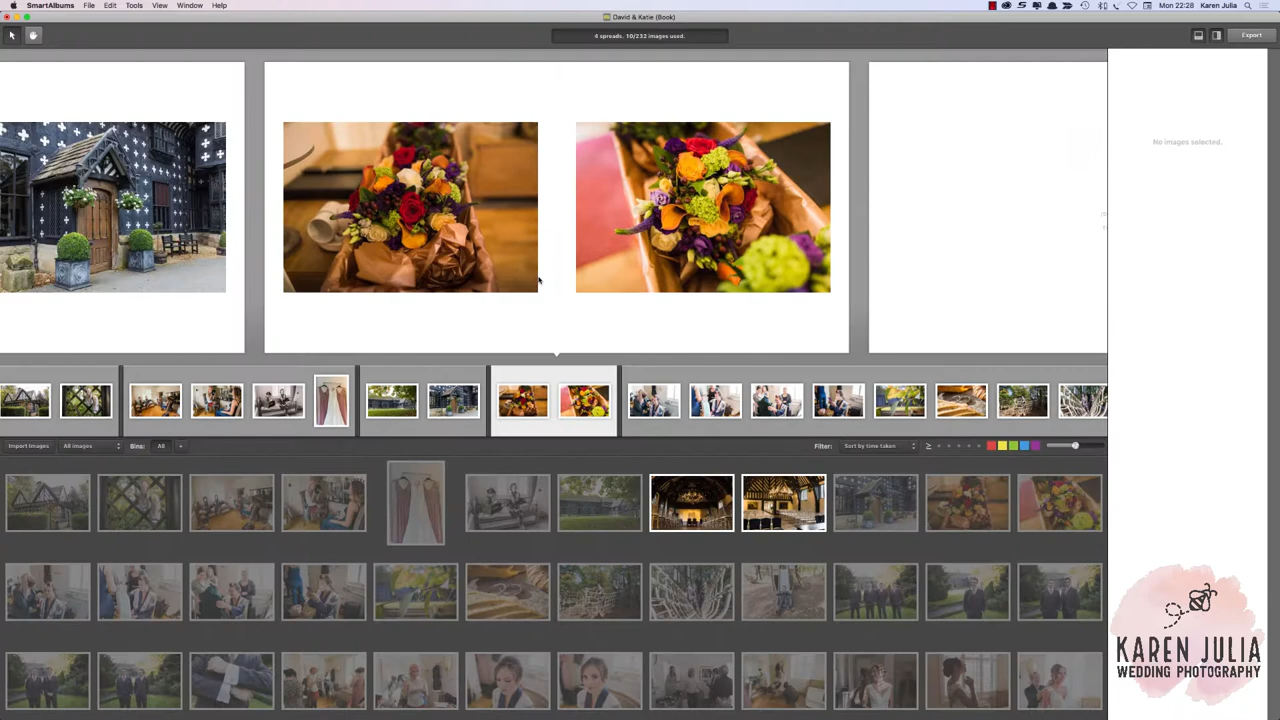 SmartAlbums File Edit Tools View Window Help
Mon 22:28 Karen Julia
David & Katie (Book)
4 spreads. 10/232 images used.
Export
No images selected.
Import Images All images Bins: All
Filter: Sort by time taken ≥
KAREN JULIA
WEDDING PHOTOGRAPHY